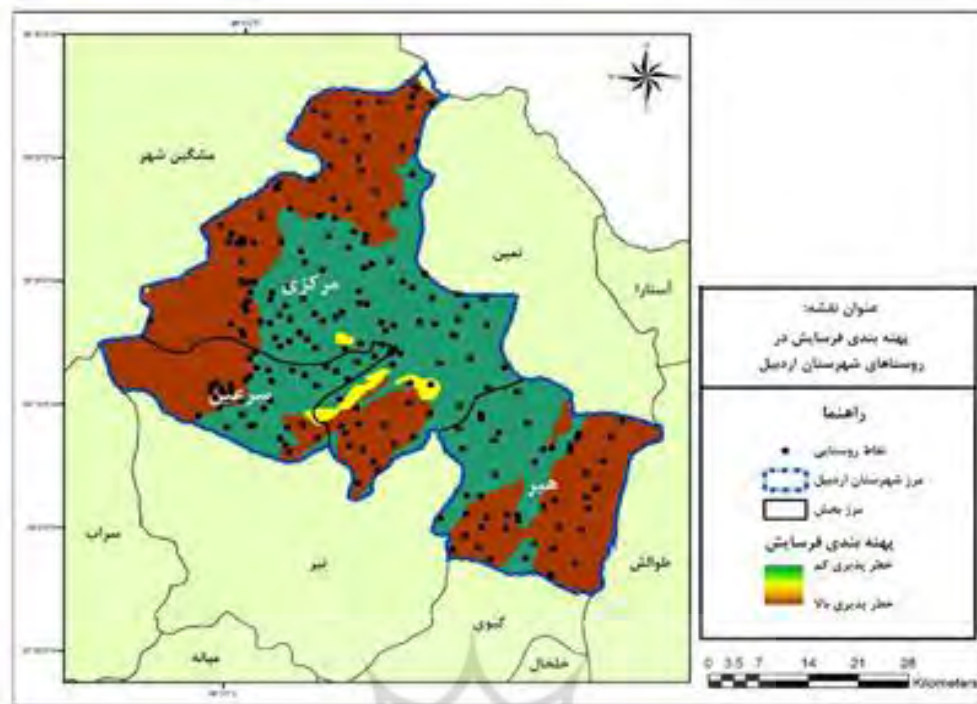 مشگین شهر
نمین
آستارا
مرکزی
سرعین
هیر
سراب
نیر
طوالش
میانه
گیوی
خلخال
عنوان نقشه:
پهنه بندی فرسایش در
روستاهای شهرستان اردبیل
راهنما
نقاط روستایی
مرز شهرستان اردبیل
مرز بخش
پهنه بندی فرسایش
خطر پذیری کم
خطر پذیری بالا
0 3.5 7 14 21 28
Kilometers